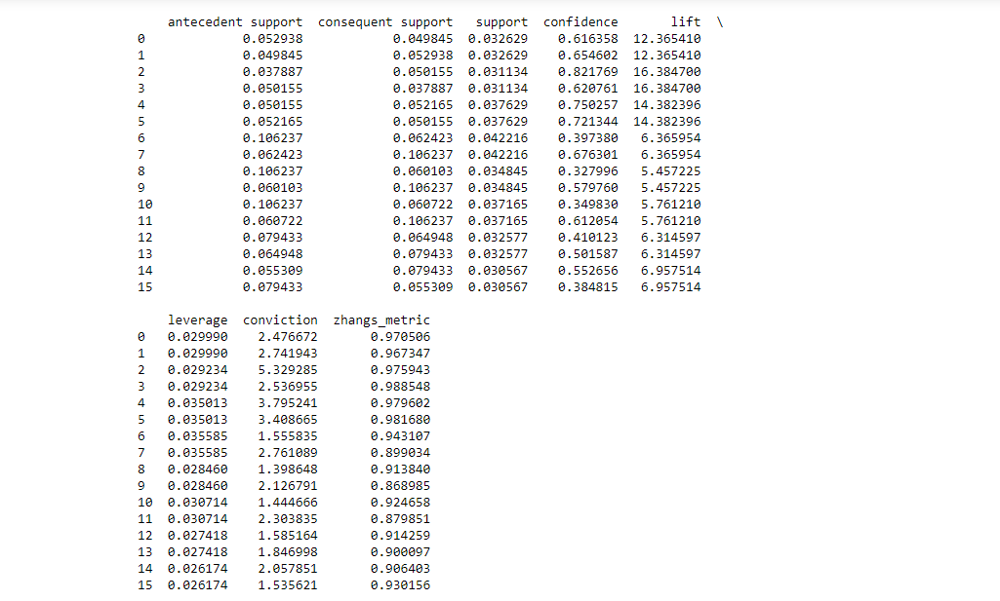 antecedent support  consequent support   support  confidence       lift  \
0             0.052938            0.049845  0.032629    0.616358  12.365410
1             0.049845            0.052938  0.032629    0.654602  12.365410
2             0.037887            0.050155  0.031134    0.821769  16.384700
3             0.050155            0.037887  0.031134    0.620761  16.384700
4             0.050155            0.052165  0.037629    0.750257  14.382396
5             0.052165            0.050155  0.037629    0.721344  14.382396
6             0.106237            0.062423  0.042216    0.397380   6.365954
7             0.062423            0.106237  0.042216    0.676301   6.365954
8             0.106237            0.060103  0.034845    0.327996   5.457225
9             0.060103            0.106237  0.034845    0.579760   5.457225
10            0.106237            0.060722  0.037165    0.349830   5.761210
11            0.060722            0.106237  0.037165    0.612054   5.761210
12            0.079433            0.064948  0.032577    0.410123   6.314597
13            0.064948            0.079433  0.032577    0.501587   6.314597
14            0.055309            0.079433  0.030567    0.552656   6.957514
15            0.079433            0.055309  0.030567    0.384815   6.957514
leverage  conviction  zhangs_metric
0   0.029990    2.476672       0.970506
1   0.029990    2.741943       0.967347
2   0.029234    5.329285       0.975943
3   0.029234    2.536955       0.988548
4   0.035013    3.795241       0.979602
5   0.035013    3.408665       0.981680
6   0.035585    1.555835       0.943107
7   0.035585    2.761089       0.899034
8   0.028460    1.398648       0.913840
9   0.028460    2.126791       0.868985
10  0.030714    1.444666       0.924658
11  0.030714    2.303835       0.879851
12  0.027418    1.585164       0.914259
13  0.027418    1.846998       0.900097
14  0.026174    2.057851       0.906403
15  0.026174    1.535621       0.930156